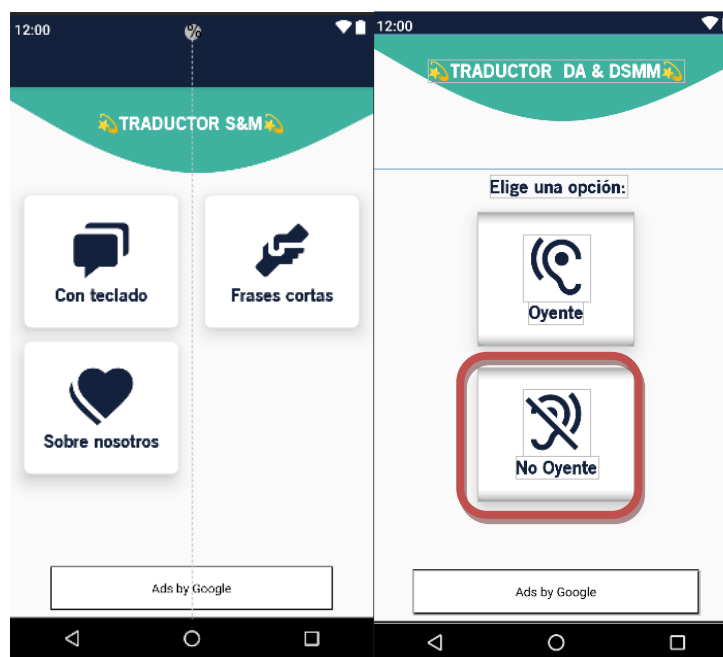 12:00
%
💫TRADUCTOR S&M💫
Con teclado
Frases cortas
Sobre nosotros
Ads by Google
12:00
💫TRADUCTOR DA & DSMM💫
Elige una opción:
Oyente
No Oyente
Ads by Google